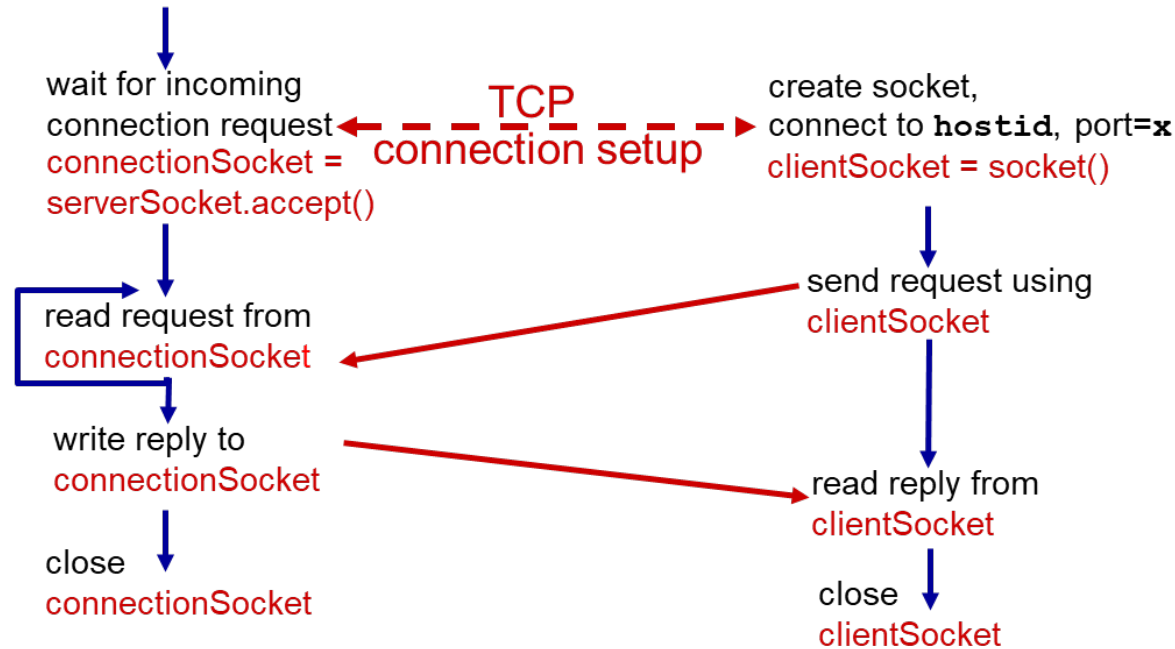 wait for incoming
connection request
connectionSocket =
serverSocket.accept()
TCP
connection setup
create socket,
connect to hostid, port=x
clientSocket = socket()
read request from
connectionSocket
send request using
clientSocket
write reply to
connectionSocket
read reply from
clientSocket
close
connectionSocket
close
clientSocket